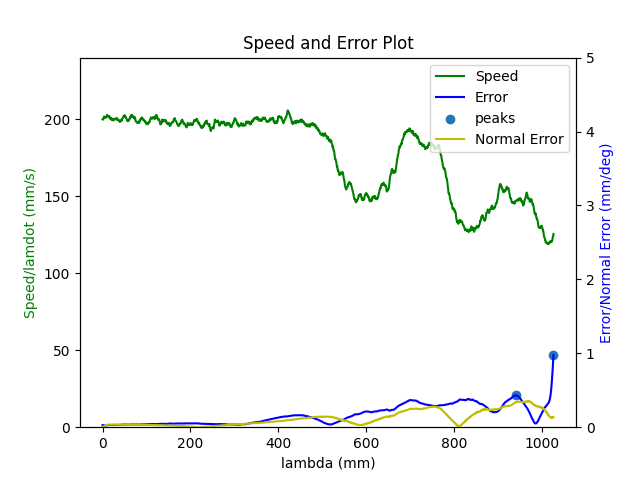 Speed and Error Plot
Speed
Error
peaks
Normal Error
Speed/lamdot (mm/s)
200
150
100
50
0
Error/Normal Error (mm/deg)
5
4
3
2
1
0
0 200 400 600 800 1000
lambda (mm)